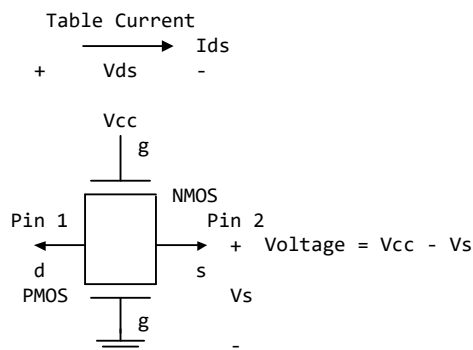 Table Current
Ids
+ Vds -
Vcc
g
NMOS
Pin 1 Pin 2
+ Voltage = Vcc - Vs
d s
PMOS Vs
g
-